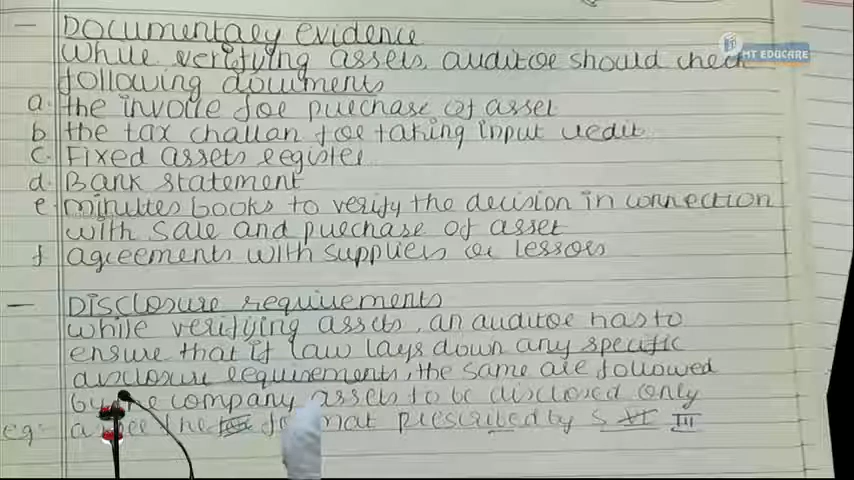 MT EDUCARE
— Documentary evidence
While verifying assets, auditor should check
following documents
a. the invoice for purchase of asset
b. the tax challan for taking input credit
c. Fixed assets register
d. Bank statement
e. minutes books to verify the decision in connection
with sale and purchase of asset
f agreements with suppliers or lessors
— Disclosure requirements
While verifying assets, an auditor has to
ensure that if law lays down any specific
disclosure requirements, the same are followed
by the company assets to be disclosed only
eg: the format prescribed by S III